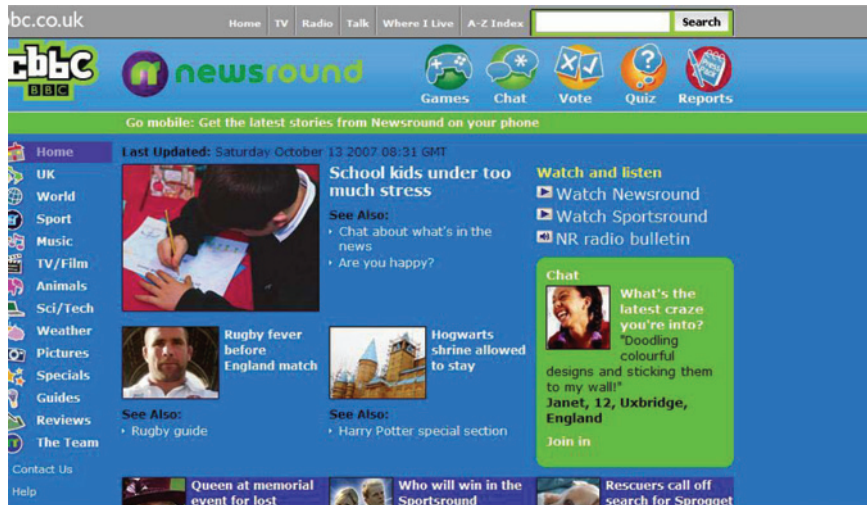 bbc.co.uk
Home
TV
Radio
Talk
Where I Live
A-Z Index
Search
cbbc
BBC
newsround
Games
Chat
Vote
Quiz
Reports
Go mobile: Get the latest stories from Newsround on your phone
Home
UK
World
Sport
Music
TV/Film
Animals
Sci/Tech
Weather
Pictures
Specials
Guides
Reviews
The Team
Contact Us
Help
Last Updated: Saturday October 13 2007 08:31 GMT
School kids under too
much stress
See Also:
Chat about what's in the
news
Are you happy?
Rugby fever
before
England match
See Also:
Rugby guide
Hogwarts
shrine allowed
to stay
See Also:
Harry Potter special section
Watch and listen
Watch Newsround
Watch Sportsround
NR radio bulletin
Chat
What's the
latest craze
you're into?
"Doodling
colourful
designs and sticking them
to my wall!"
Janet, 12, Uxbridge,
England
Join in
Queen at memorial
event for lost
Who will win in the
Sportsround
Rescuers call off
search for Sprogget